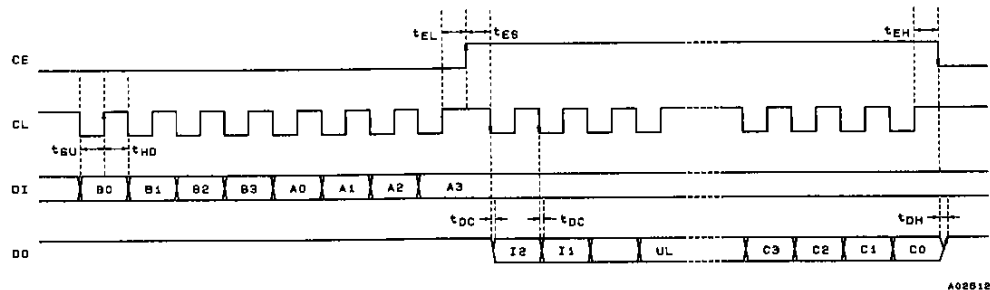 tEL tES tEH
CE
CL
tSU tHD
DI B0 B1 B2 B3 A0 A1 A2 A3
tDC tDC tDH
DO I2 I1 UL C3 C2 C1 C0
A02512